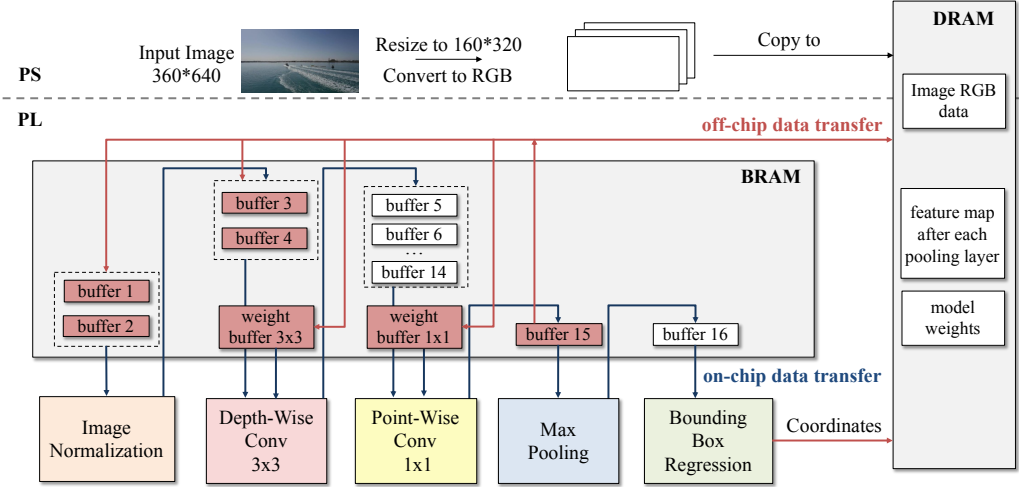 PS
Input Image
360*640
Resize to 160*320
Convert to RGB
Copy to
DRAM
Image RGB
data
feature map
after each
pooling layer
model
weights
PL
off-chip data transfer
BRAM
buffer 1
buffer 2
buffer 3
buffer 4
weight
buffer 3x3
buffer 5
buffer 6
...
buffer 14
weight
buffer 1x1
buffer 15
buffer 16
on-chip data transfer
Image
Normalization
Depth-Wise
Conv
3x3
Point-Wise
Conv
1x1
Max
Pooling
Bounding
Box
Regression
Coordinates